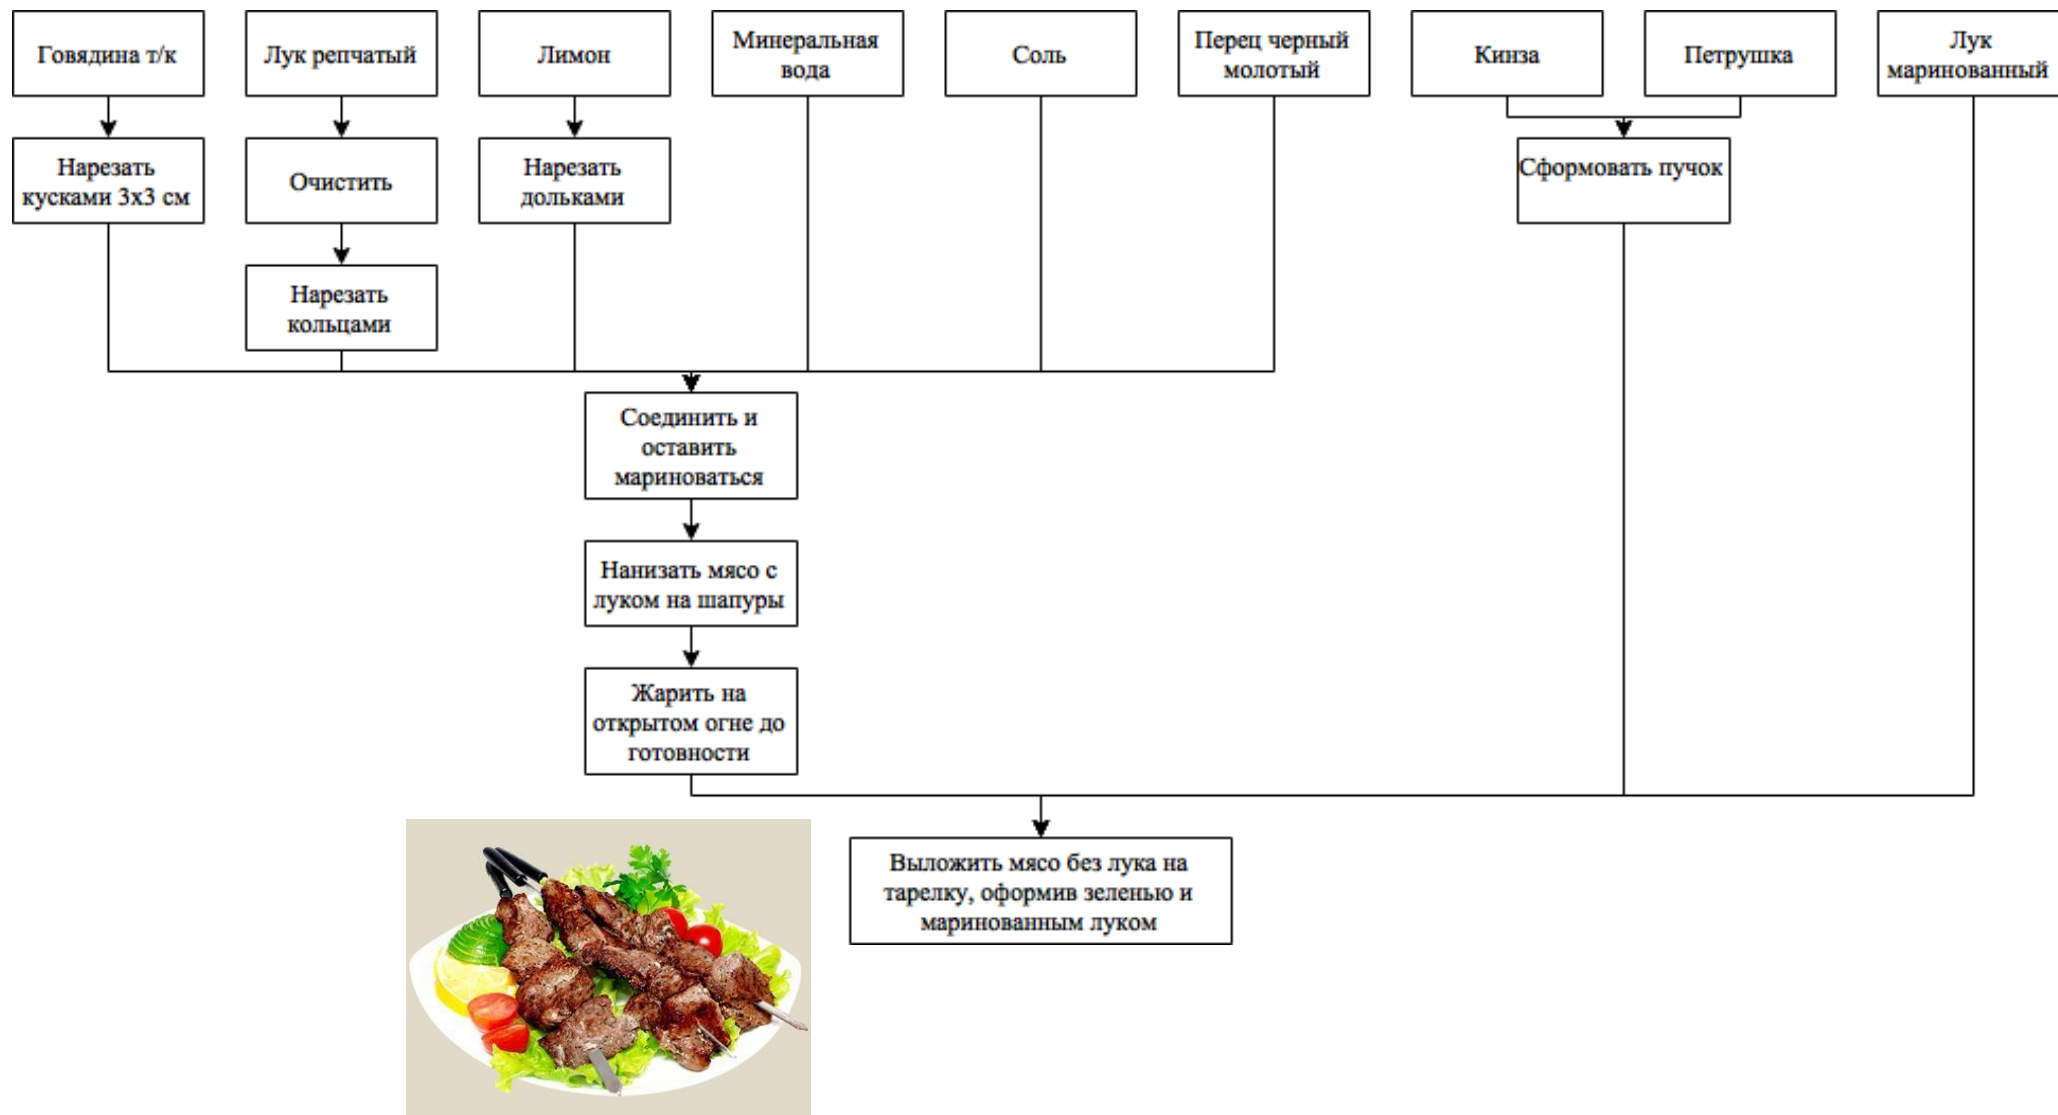 Говядина т/к
Лук репчатый
Лимон
Минеральная
вода
Соль
Перец черный
молотый
Кинза
Петрушка
Лук
маринованный
Нарезать
кусками 3х3 см
Очистить
Нарезать
дольками
Сформовать пучок
Нарезать
кольцами
Соединить и
оставить
мариноваться
Нанизать мясо с
луком на шапуры
Жарить на
открытом огне до
готовности
Выложить мясо без лука на
тарелку, оформив зеленью и
маринованным луком